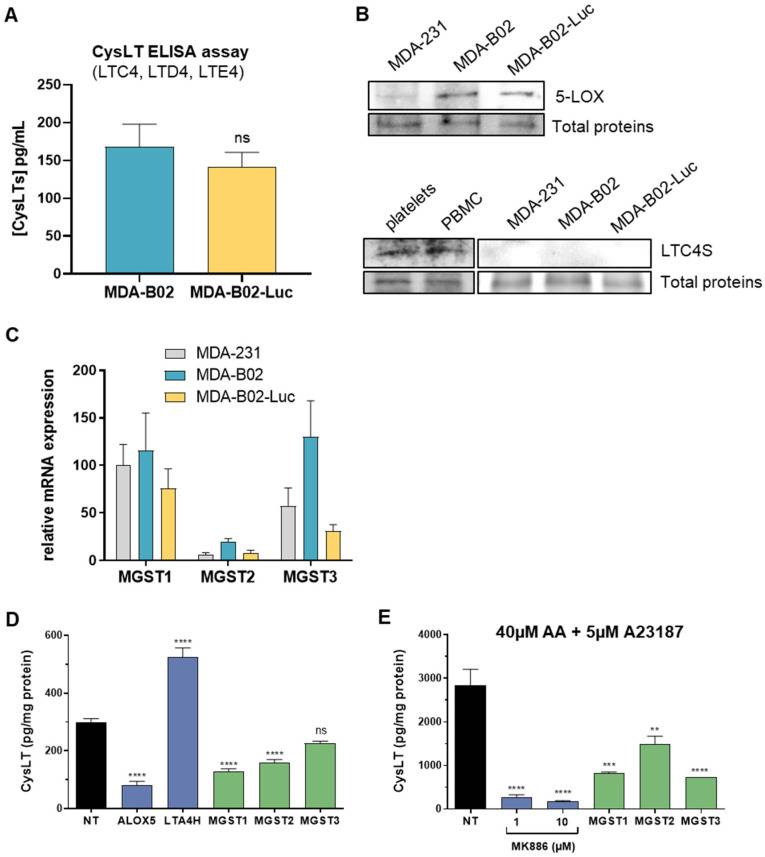 A
CysLT ELISA assay
(LTC4, LTD4, LTE4)
[CysLTs] pg/mL
250
200
150
100
50
0
ns
MDA-B02
MDA-B02-Luc
B
MDA-231
MDA-B02
MDA-B02-Luc
5-LOX
Total proteins
platelets
PBMC
MDA-231
MDA-B02
MDA-B02-Luc
LTC4S
Total proteins
C
MDA-231
MDA-B02
MDA-B02-Luc
relative mRNA expression
200
150
100
50
0
MGST1
MGST2
MGST3
D
CysLT (pg/mg protein)
600
400
200
0
****
****
****
****
ns
NT
ALOX5
LTA4H
MGST1
MGST2
MGST3
E
40µM AA + 5µM A23187
CysLT (pg/mg protein)
4000
3000
2000
1000
0
****
****
***
**
****
NT
1
10
MGST1
MGST2
MGST3
MK886 (µM)